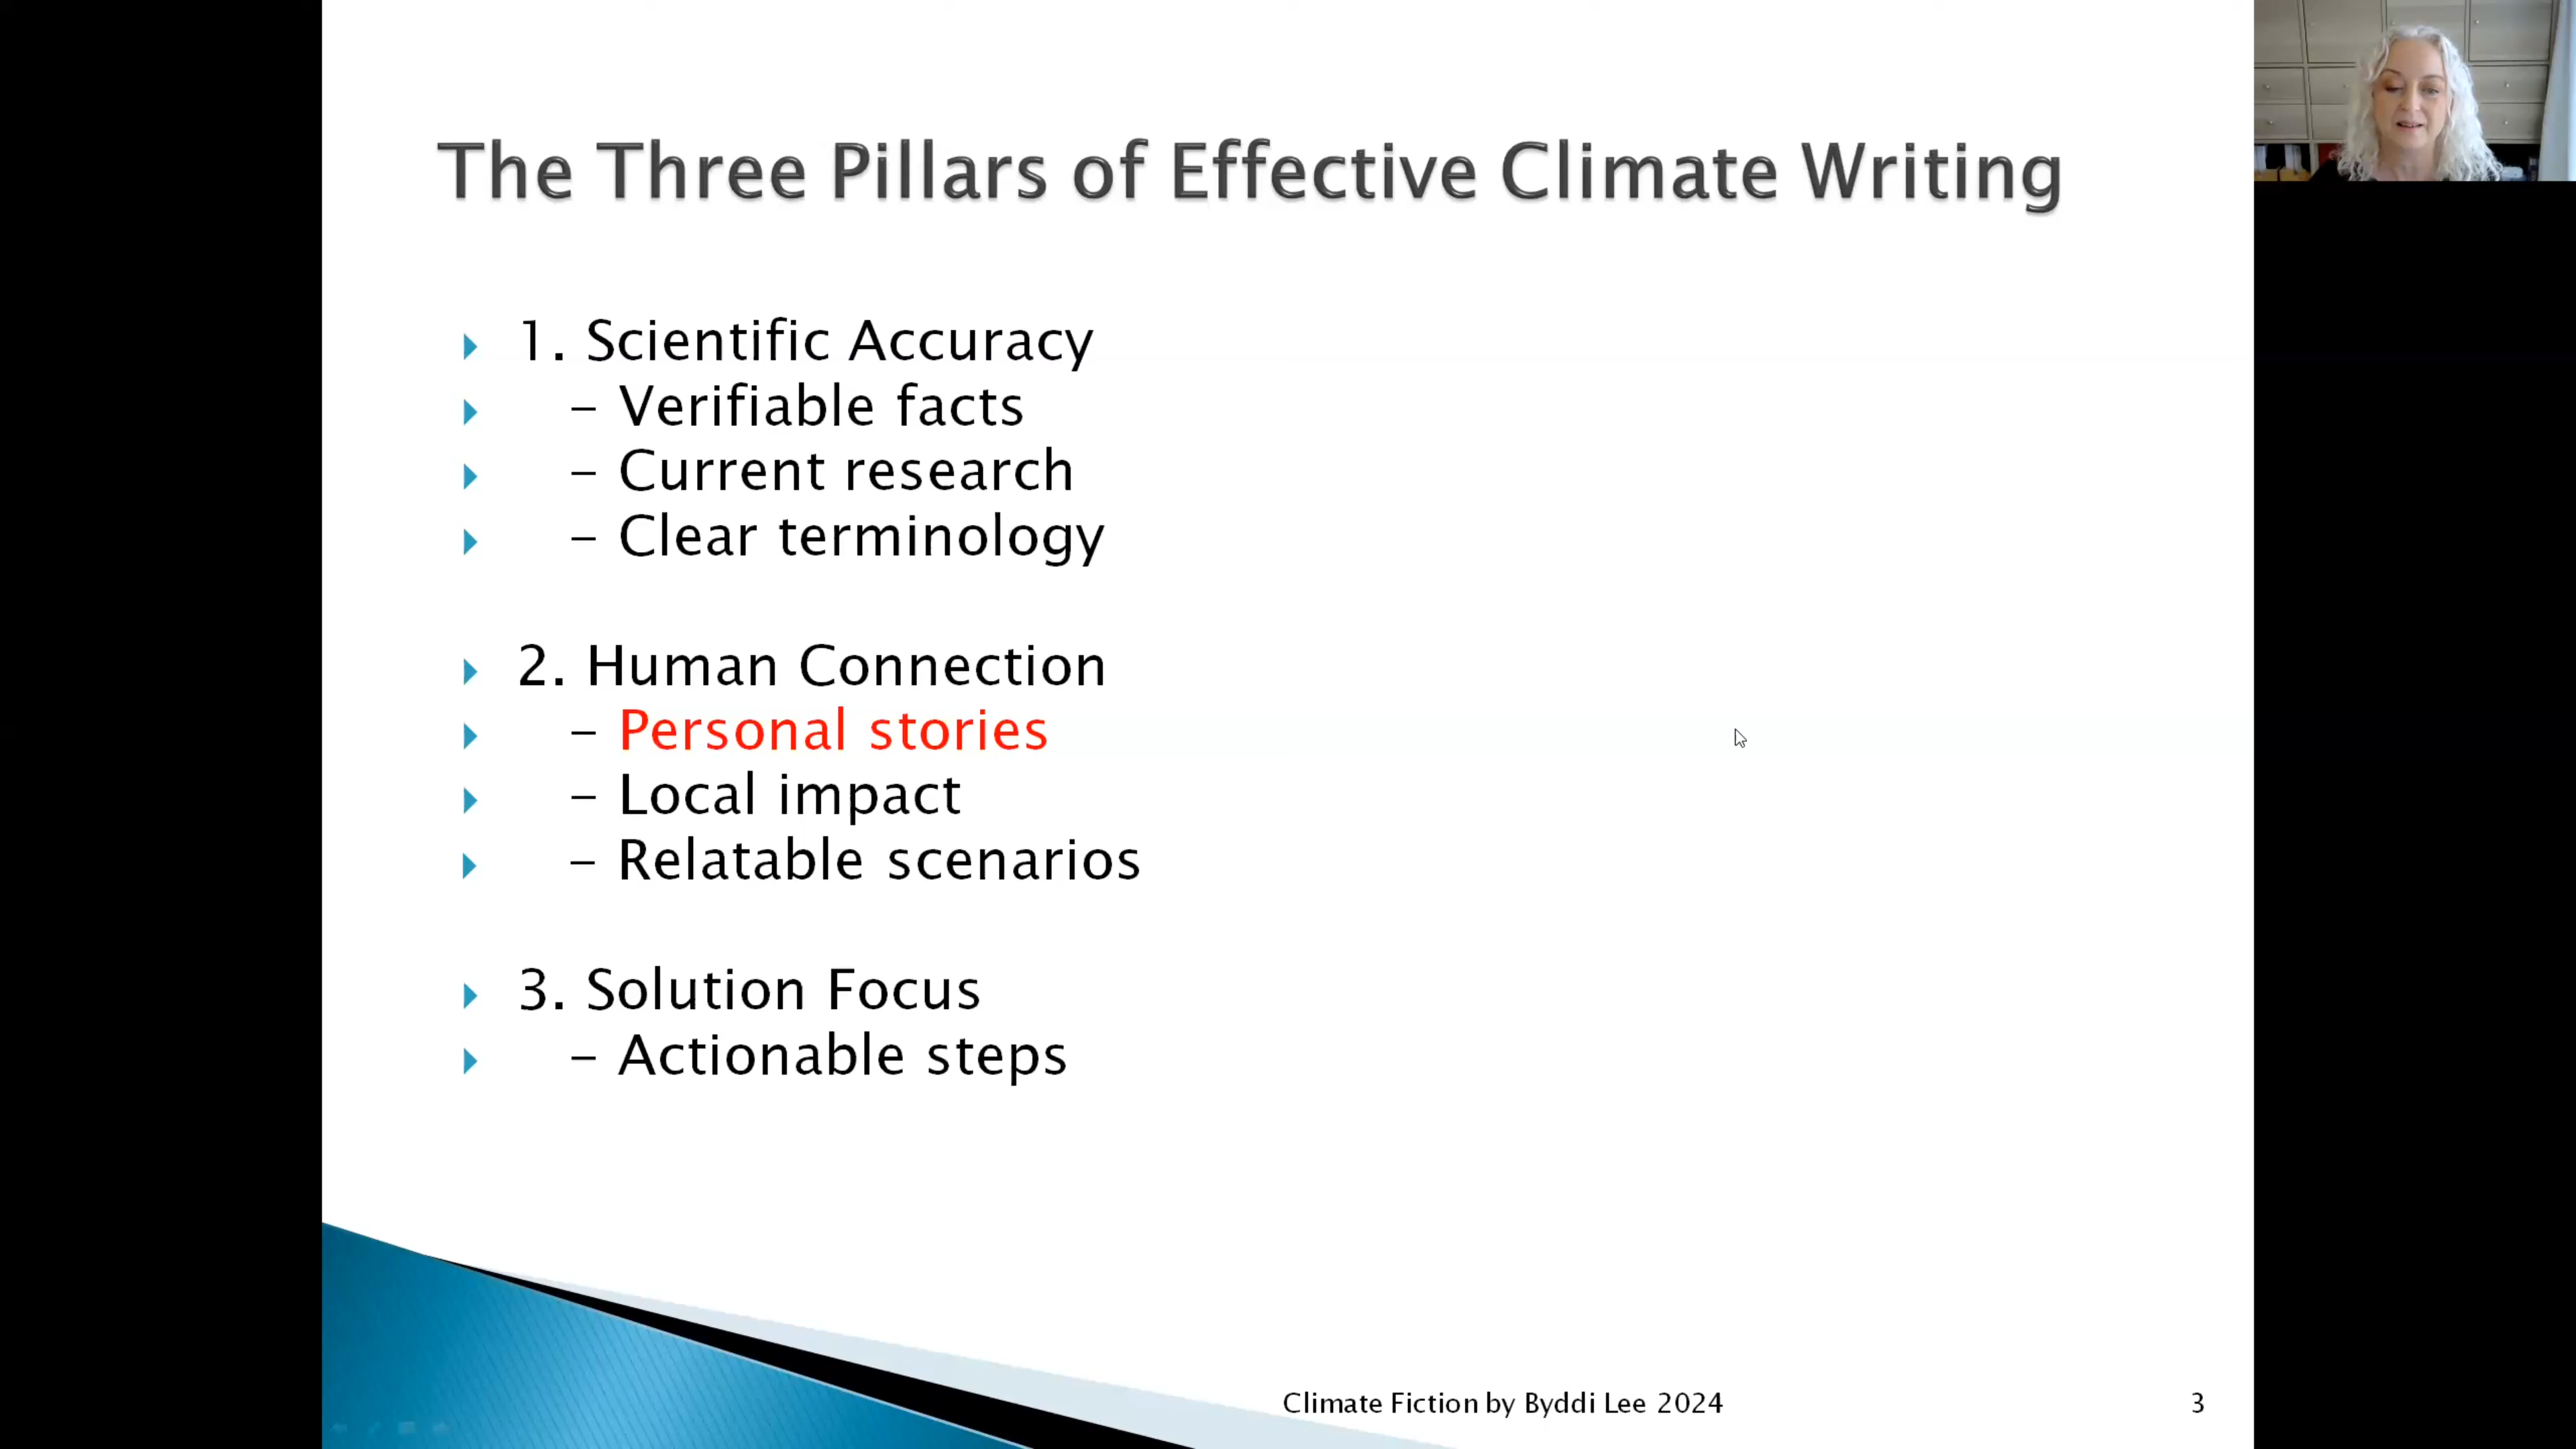 The Three Pillars of Effective Climate Writing
1. Scientific Accuracy
– Verifiable facts
– Current research
– Clear terminology
2. Human Connection
– Personal stories
– Local impact
– Relatable scenarios
3. Solution Focus
– Actionable steps
Climate Fiction by Byddi Lee 2024
3